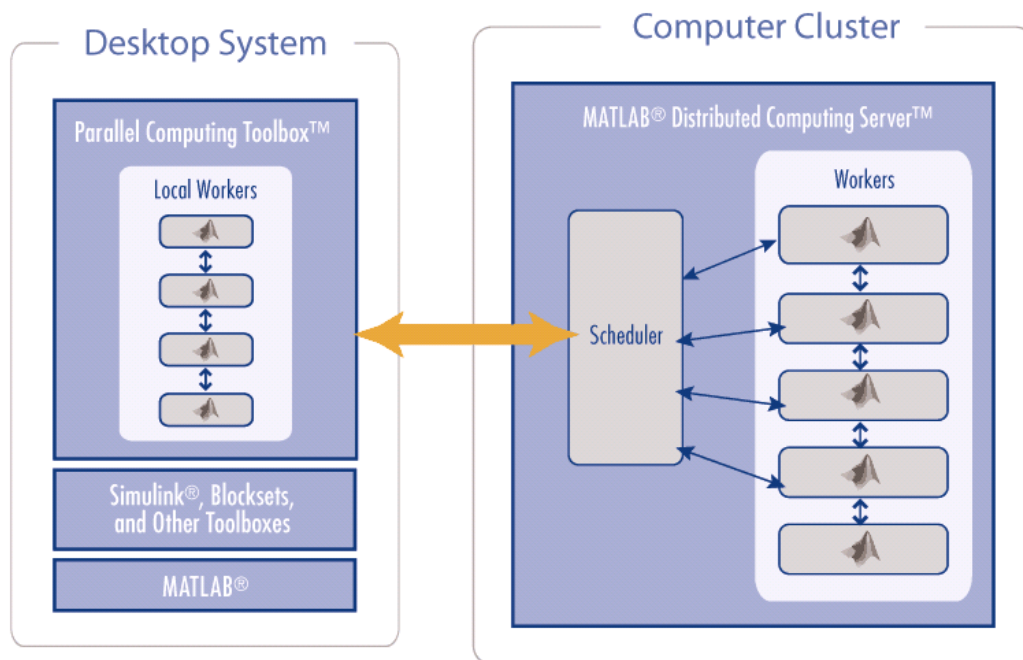 Desktop System
Parallel Computing Toolbox™
Local Workers
Simulink®, Blocksets,
and Other Toolboxes
MATLAB®
Computer Cluster
MATLAB® Distributed Computing Server™
Scheduler
Workers